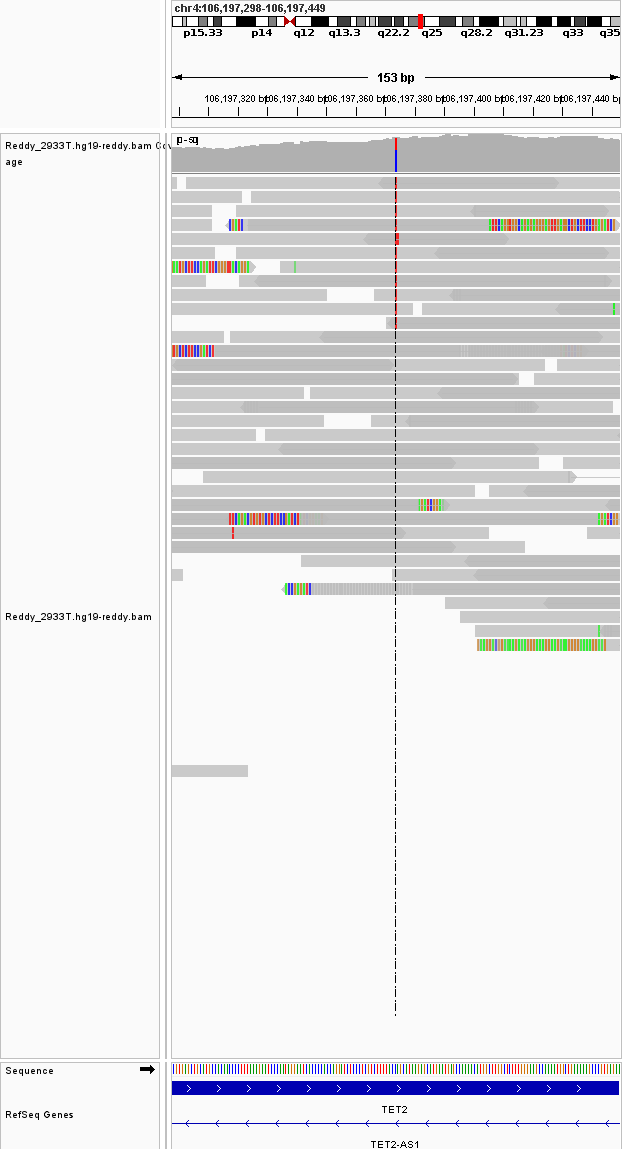 chr4:106,197,298-106,197,449
p15.33 p14 q12 q13.3 q22.2 q25 q28.2 q31.23 q33 q35
153 bp
106,197,320 bp 106,197,340 bp 106,197,360 bp 106,197,380 bp 106,197,400 bp 106,197,420 bp 106,197,440 bp
Reddy_2933T.hg19-reddy.bam Cov
age
Reddy_2933T.hg19-reddy.bam
Sequence
RefSeq Genes
TET2
TET2-AS1